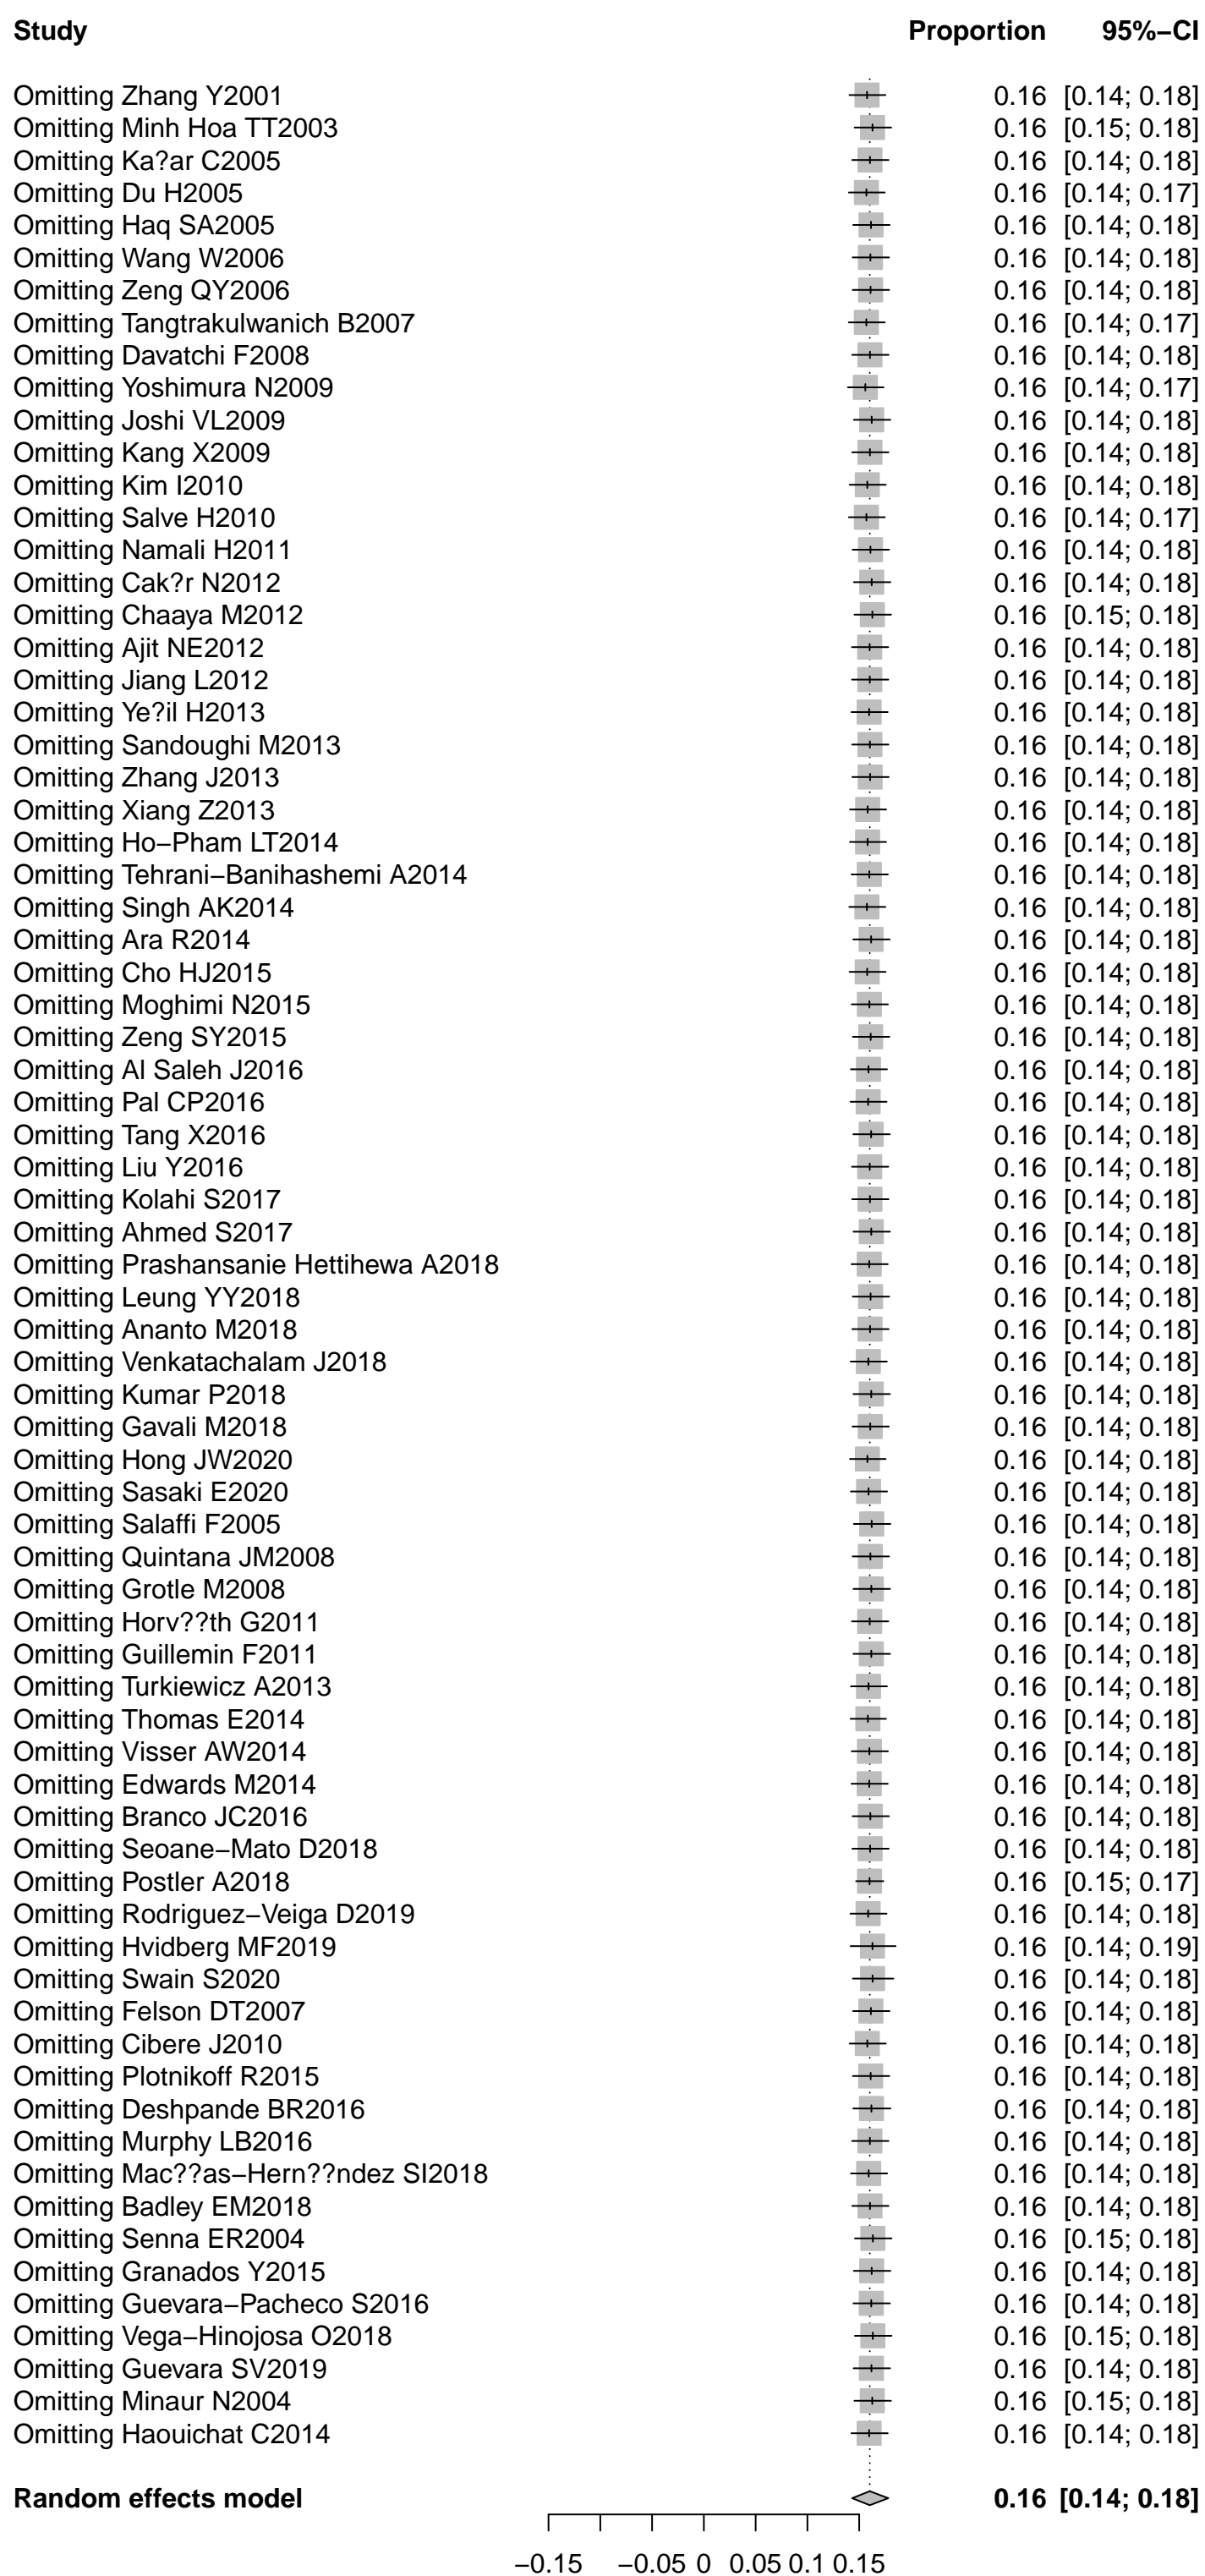 Study Proportion 95%−CI
Omitting Zhang Y2001 0.16 [0.14; 0.18]
Omitting Minh Hoa TT2003 0.16 [0.15; 0.18]
Omitting Ka?ar C2005 0.16 [0.14; 0.18]
Omitting Du H2005 0.16 [0.14; 0.17]
Omitting Haq SA2005 0.16 [0.14; 0.18]
Omitting Wang W2006 0.16 [0.14; 0.18]
Omitting Zeng QY2006 0.16 [0.14; 0.18]
Omitting Tangtrakulwanich B2007 0.16 [0.14; 0.17]
Omitting Davatchi F2008 0.16 [0.14; 0.18]
Omitting Yoshimura N2009 0.16 [0.14; 0.17]
Omitting Joshi VL2009 0.16 [0.14; 0.18]
Omitting Kang X2009 0.16 [0.14; 0.18]
Omitting Kim I2010 0.16 [0.14; 0.18]
Omitting Salve H2010 0.16 [0.14; 0.17]
Omitting Namali H2011 0.16 [0.14; 0.18]
Omitting Cak?r N2012 0.16 [0.14; 0.18]
Omitting Chaaya M2012 0.16 [0.15; 0.18]
Omitting Ajit NE2012 0.16 [0.14; 0.18]
Omitting Jiang L2012 0.16 [0.14; 0.18]
Omitting Ye?il H2013 0.16 [0.14; 0.18]
Omitting Sandoughi M2013 0.16 [0.14; 0.18]
Omitting Zhang J2013 0.16 [0.14; 0.18]
Omitting Xiang Z2013 0.16 [0.14; 0.18]
Omitting Ho−Pham LT2014 0.16 [0.14; 0.18]
Omitting Tehrani−Banihashemi A2014 0.16 [0.14; 0.18]
Omitting Singh AK2014 0.16 [0.14; 0.18]
Omitting Ara R2014 0.16 [0.14; 0.18]
Omitting Cho HJ2015 0.16 [0.14; 0.18]
Omitting Moghimi N2015 0.16 [0.14; 0.18]
Omitting Zeng SY2015 0.16 [0.14; 0.18]
Omitting Al Saleh J2016 0.16 [0.14; 0.18]
Omitting Pal CP2016 0.16 [0.14; 0.18]
Omitting Tang X2016 0.16 [0.14; 0.18]
Omitting Liu Y2016 0.16 [0.14; 0.18]
Omitting Kolahi S2017 0.16 [0.14; 0.18]
Omitting Ahmed S2017 0.16 [0.14; 0.18]
Omitting Prashansanie Hettihewa A2018 0.16 [0.14; 0.18]
Omitting Leung YY2018 0.16 [0.14; 0.18]
Omitting Ananto M2018 0.16 [0.14; 0.18]
Omitting Venkatachalam J2018 0.16 [0.14; 0.18]
Omitting Kumar P2018 0.16 [0.14; 0.18]
Omitting Gavali M2018 0.16 [0.14; 0.18]
Omitting Hong JW2020 0.16 [0.14; 0.18]
Omitting Sasaki E2020 0.16 [0.14; 0.18]
Omitting Salaffi F2005 0.16 [0.14; 0.18]
Omitting Quintana JM2008 0.16 [0.14; 0.18]
Omitting Grotle M2008 0.16 [0.14; 0.18]
Omitting Horv??th G2011 0.16 [0.14; 0.18]
Omitting Guillemin F2011 0.16 [0.14; 0.18]
Omitting Turkiewicz A2013 0.16 [0.14; 0.18]
Omitting Thomas E2014 0.16 [0.14; 0.18]
Omitting Visser AW2014 0.16 [0.14; 0.18]
Omitting Edwards M2014 0.16 [0.14; 0.18]
Omitting Branco JC2016 0.16 [0.14; 0.18]
Omitting Seoane−Mato D2018 0.16 [0.14; 0.18]
Omitting Postler A2018 0.16 [0.15; 0.17]
Omitting Rodriguez−Veiga D2019 0.16 [0.14; 0.18]
Omitting Hvidberg MF2019 0.16 [0.14; 0.19]
Omitting Swain S2020 0.16 [0.14; 0.18]
Omitting Felson DT2007 0.16 [0.14; 0.18]
Omitting Cibere J2010 0.16 [0.14; 0.18]
Omitting Plotnikoff R2015 0.16 [0.14; 0.18]
Omitting Deshpande BR2016 0.16 [0.14; 0.18]
Omitting Murphy LB2016 0.16 [0.14; 0.18]
Omitting Mac??as−Hern??ndez SI2018 0.16 [0.14; 0.18]
Omitting Badley EM2018 0.16 [0.14; 0.18]
Omitting Senna ER2004 0.16 [0.15; 0.18]
Omitting Granados Y2015 0.16 [0.14; 0.18]
Omitting Guevara−Pacheco S2016 0.16 [0.14; 0.18]
Omitting Vega−Hinojosa O2018 0.16 [0.15; 0.18]
Omitting Guevara SV2019 0.16 [0.14; 0.18]
Omitting Minaur N2004 0.16 [0.15; 0.18]
Omitting Haouichat C2014 0.16 [0.14; 0.18]
Random effects model 0.16 [0.14; 0.18]
−0.15 −0.05 0 0.05 0.1 0.15